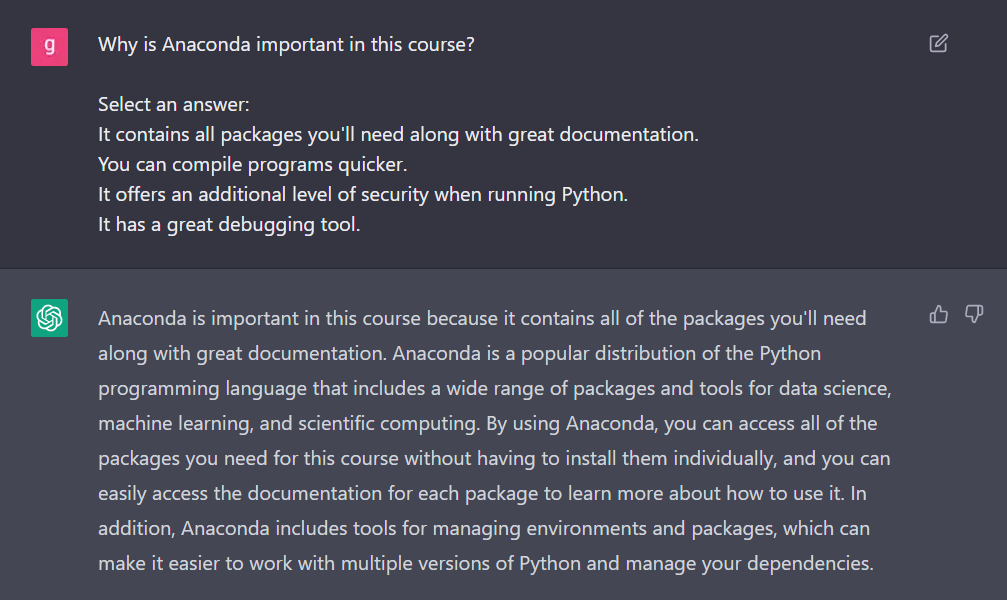 g
Why is Anaconda important in this course?
Select an answer:
It contains all packages you'll need along with great documentation.
You can compile programs quicker.
It offers an additional level of security when running Python.
It has a great debugging tool.
Anaconda is important in this course because it contains all of the packages you'll need
along with great documentation. Anaconda is a popular distribution of the Python
programming language that includes a wide range of packages and tools for data science,
machine learning, and scientific computing. By using Anaconda, you can access all of the
packages you need for this course without having to install them individually, and you can
easily access the documentation for each package to learn more about how to use it. In
addition, Anaconda includes tools for managing environments and packages, which can
make it easier to work with multiple versions of Python and manage your dependencies.